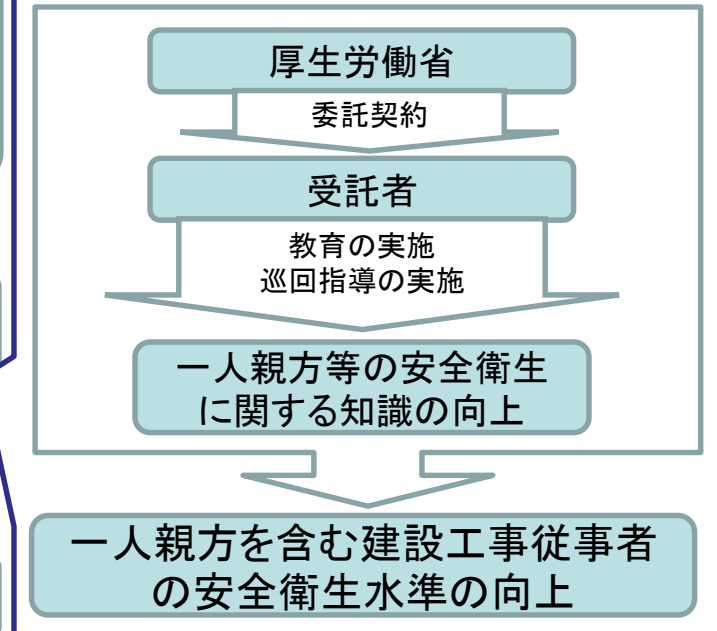 厚生労働省
委託契約
受託者
教育の実施
巡回指導の実施
一人親方等の安全衛生
に関する知識の向上
一人親方を含む建設工事従事者
の安全衛生水準の向上